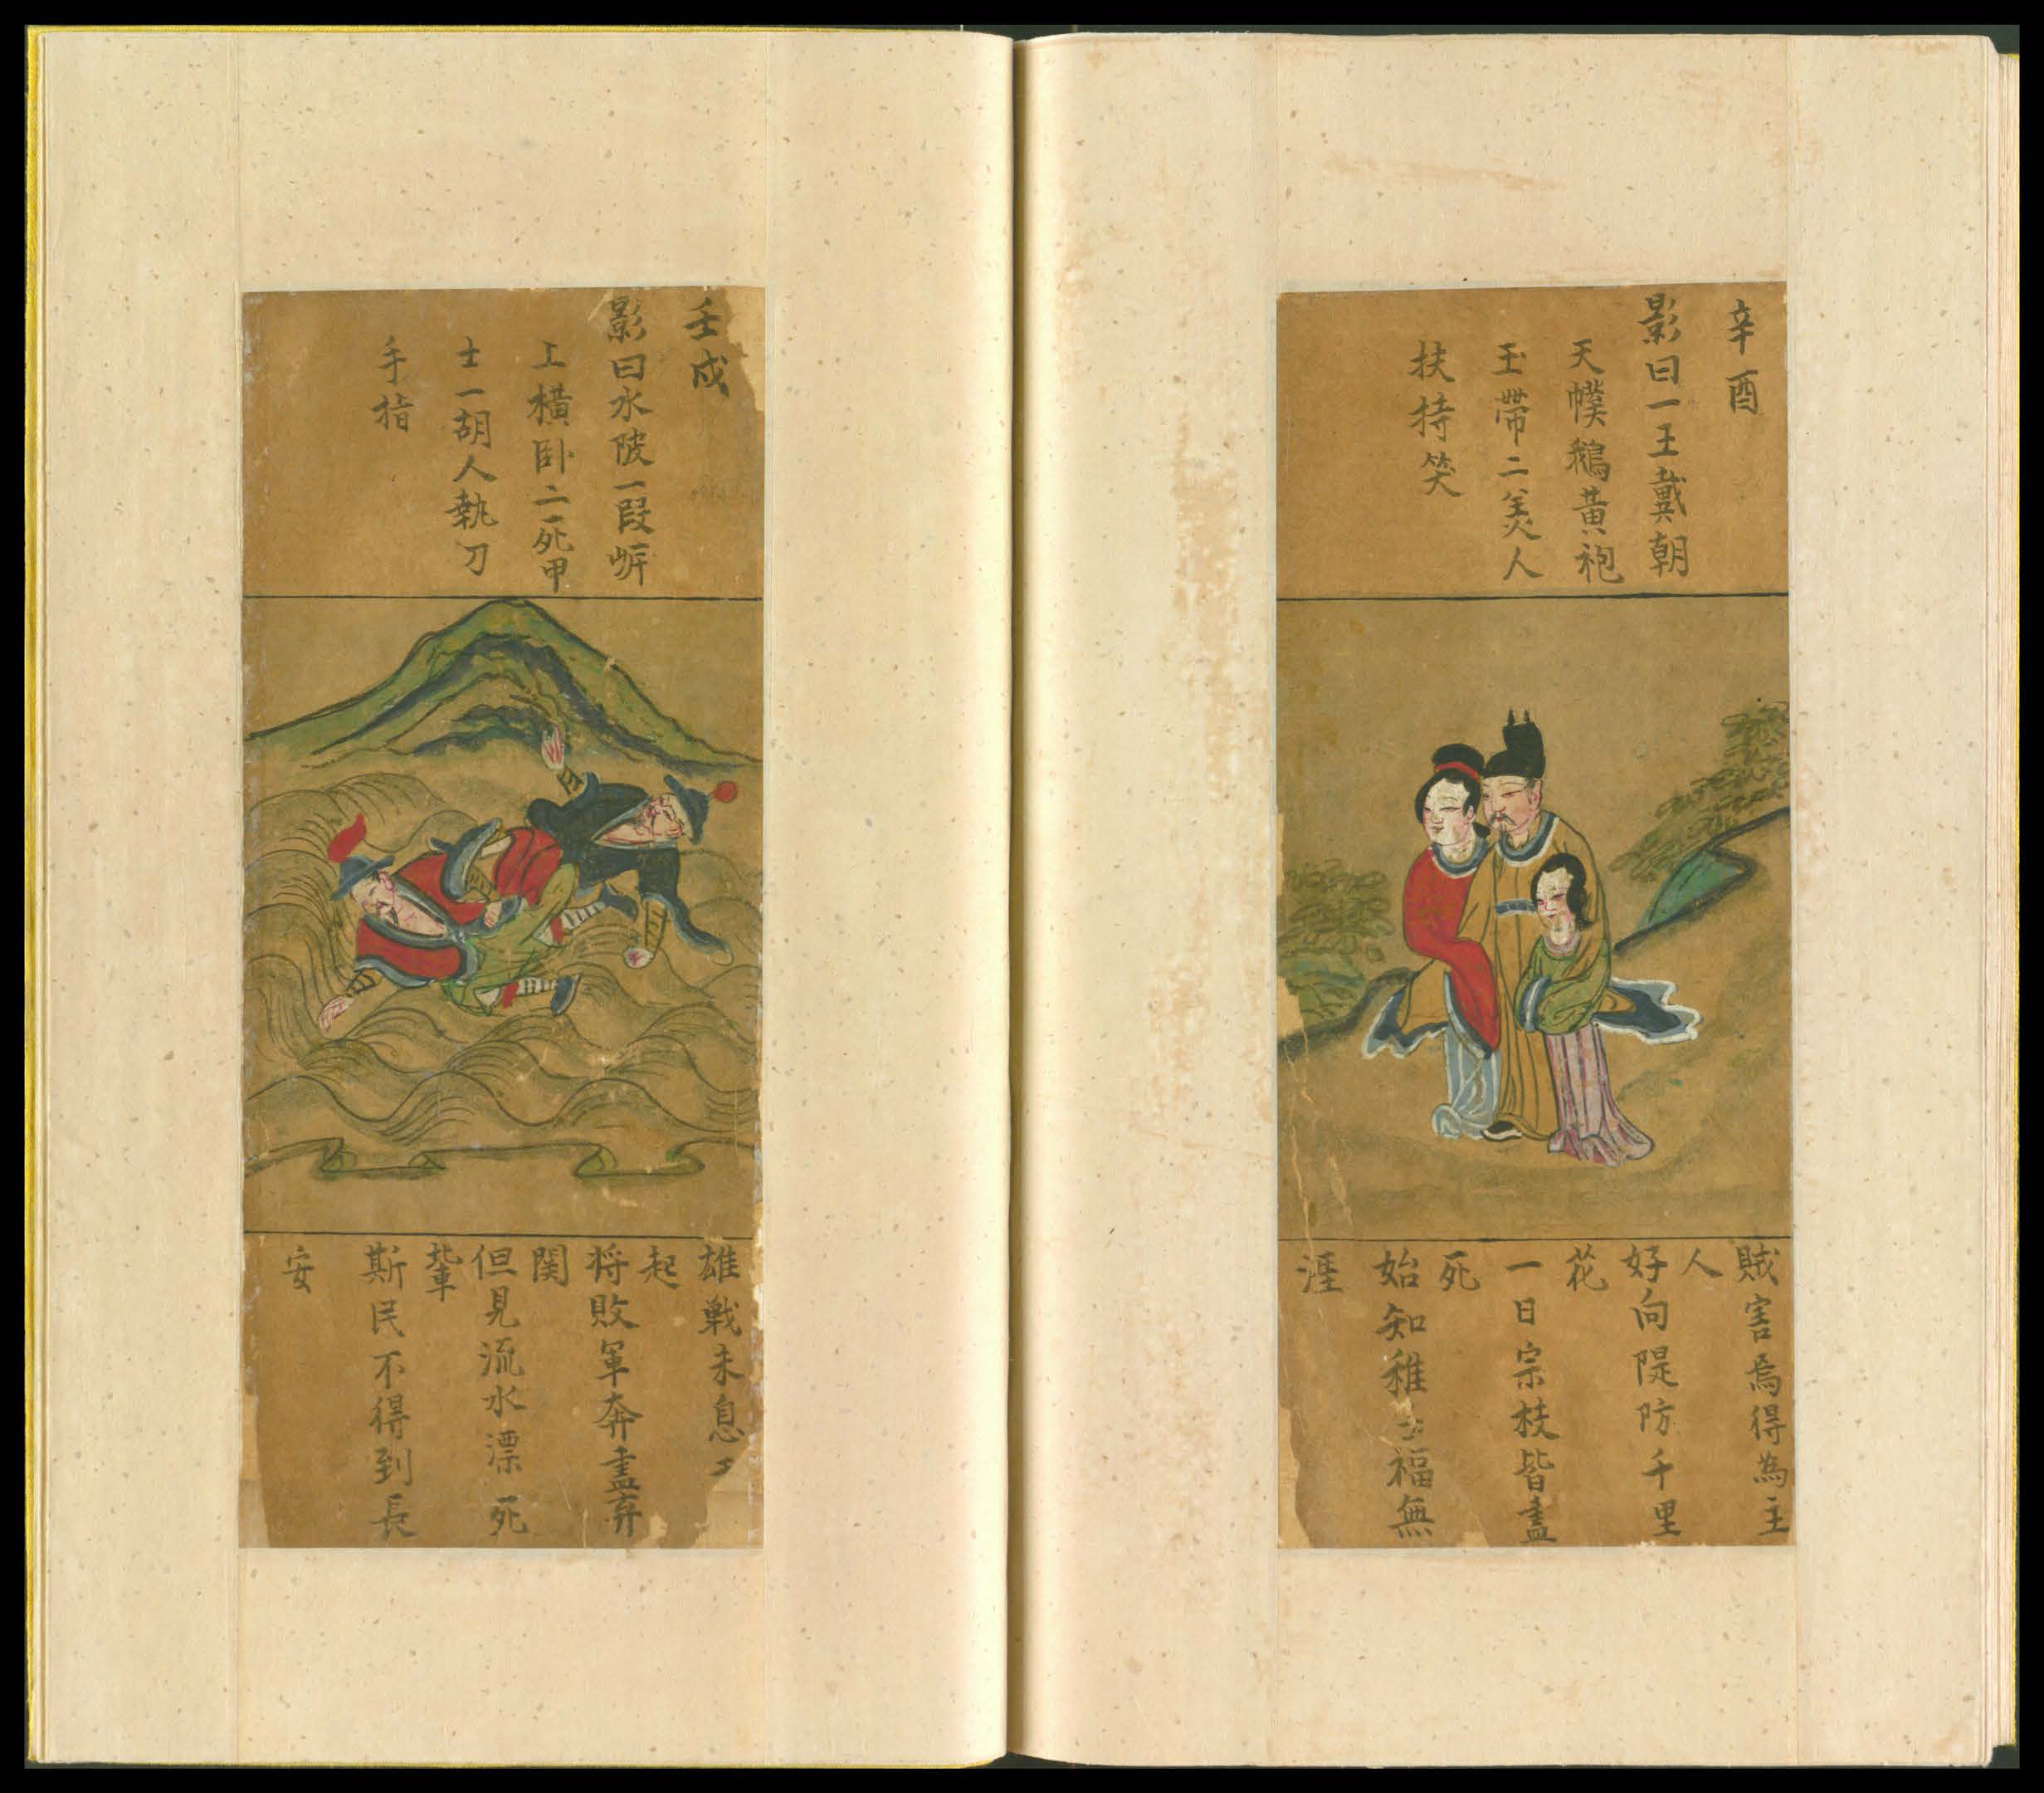 辛酉
影曰一王戴朝
天幞鵝黃袍
玉帶二美人
扶持笑
賊害焉得為主
人
好向隄防千里
花
一日宗枝皆盡
死
始知稚福無
涯
壬戌
影曰水陂一段
上橫卧二死甲
士一胡人執刀
手指
雄戰未息
起
将敗軍奔盡弃
関
但見流水漂死
輩
斯民不得到長
安